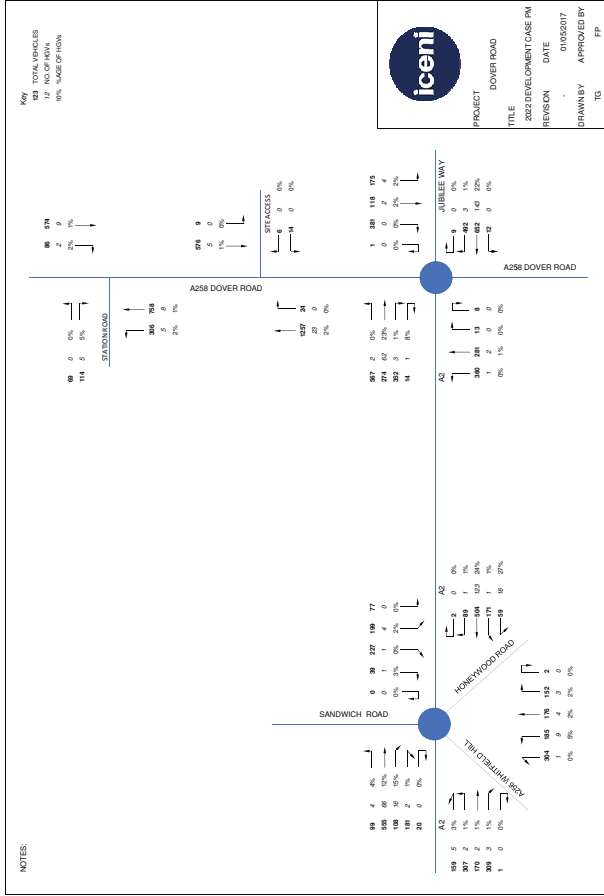 NOTES:
Key
123 TOTAL VEHICLES
12 NO. OF HGVs
10% %AGE OF HGVs
iceni
PROJECT
DOVER ROAD
TITLE
2022 DEVELOPMENT CASE PM
REVISION DATE
- 01/05/2017
DRAWN BY APPROVED BY
TG FP
86 574
2 9
2% 1%
69 0 0%
114 5 5%
STATION ROAD
306 758
5 8
2% 1%
A258 DOVER ROAD
576 9
5 0
1% 0%
SITE ACCESS
6 0 0%
14 0 0%
1257 24
23 0
2% 0%
1 381 118 175
0 0 2 4
0% 0% 2% 2%
JUBILEE WAY
9 0 0%
492 3 1%
652 143 22%
12 0 0%
567 2 0%
274 62 23%
352 3 1%
14 1 8%
A2
A258 DOVER ROAD
380 281 13 8
1 2 0 0
0% 1% 0% 0%
0 39 227 199 77
0 1 1 4 0
0% 3% 0% 2% 0%
A2
2 0 0%
89 1 1%
504 123 24%
171 1 1%
59 16 27%
SANDWICH ROAD
HONEYWOOD ROAD
99 4 4%
555 66 12%
108 16 15%
181 2 1%
20 0 0%
A2
A256 WHITFIELD HILL
159 5 3%
307 2 1%
170 2 1%
309 3 1%
1 0 0%
304 185 176 152 2
1 9 4 3 0
0% 5% 2% 2% 0%